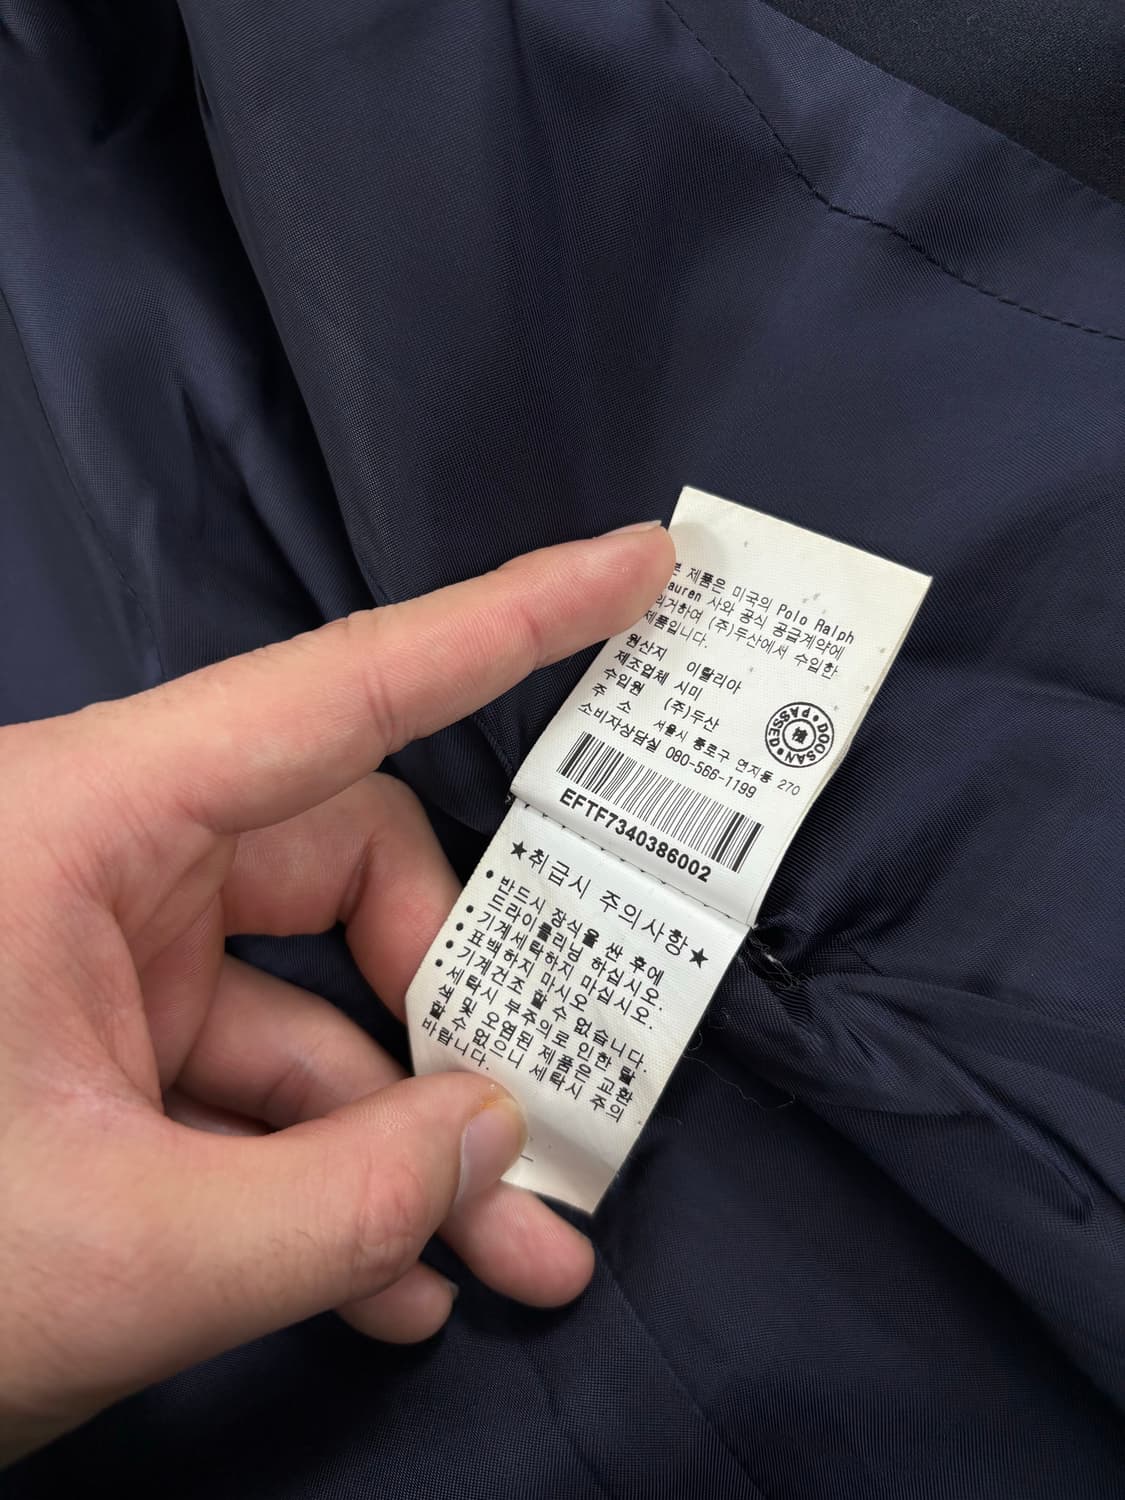 본 제품은 미국의 Polo Ralph
Lauren 사와 공식 공급계약에
의거하여 (주)두산에서 수입한
제품입니다.
원산지 이탈리아
제조업체 시미
수입원 (주)두산
주 소 서울시 종로구 연지동 270
소비자상담실 080-566-1199
DOOSAN•PASSED•
檢
EFTF7340386002
★취급시 주의사항★
• 반드시 장식을 싼 후에
드라이클리닝 하십시오.
• 기계세탁하지 마십시오.
• 표백하지 마시오.
• 기계건조 할 수 없습니다.
• 세탁시 부주의로 인한 탈
색 및 오염된 제품은 교환
할 수 없으니 세탁시 주의
바랍니다.